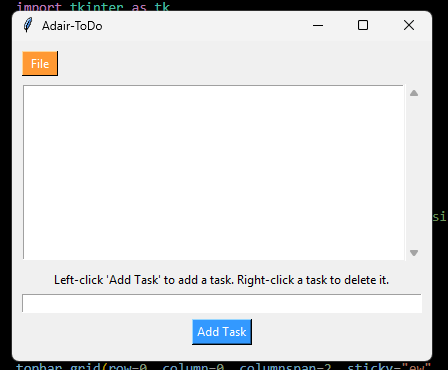 import tkinter as tk
Adair-ToDo
File
si
Left-click 'Add Task' to add a task. Right-click a task to delete it.
Add Task
topbar.grid(row=0, column=0, columnspan=2, sticky="ew"